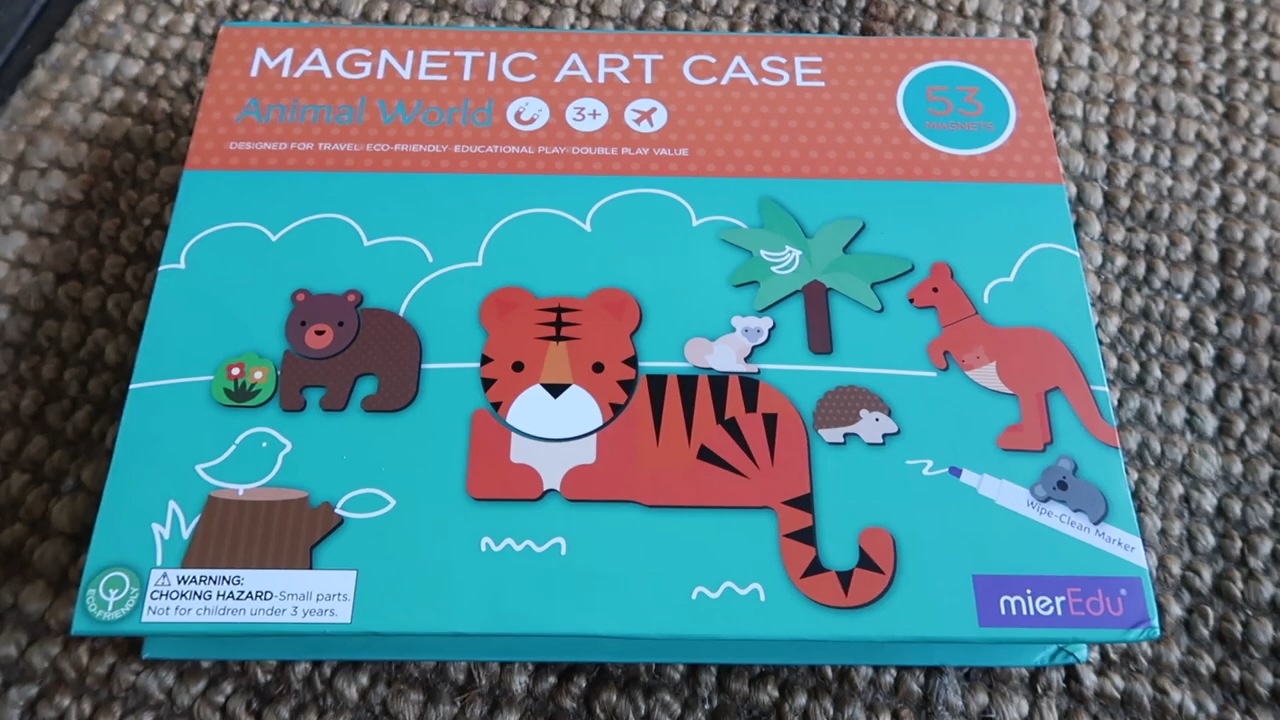 MAGNETIC ART CASE
Animal World
3+
DESIGNED FOR TRAVEL· ECO-FRIENDLY· EDUCATIONAL PLAY· DOUBLE PLAY VALUE
53
MAGNETS
Wipe-Clean Marker
ECO-FRIENDLY
WARNING:
CHOKING HAZARD-Small parts.
Not for children under 3 years.
mierEdu